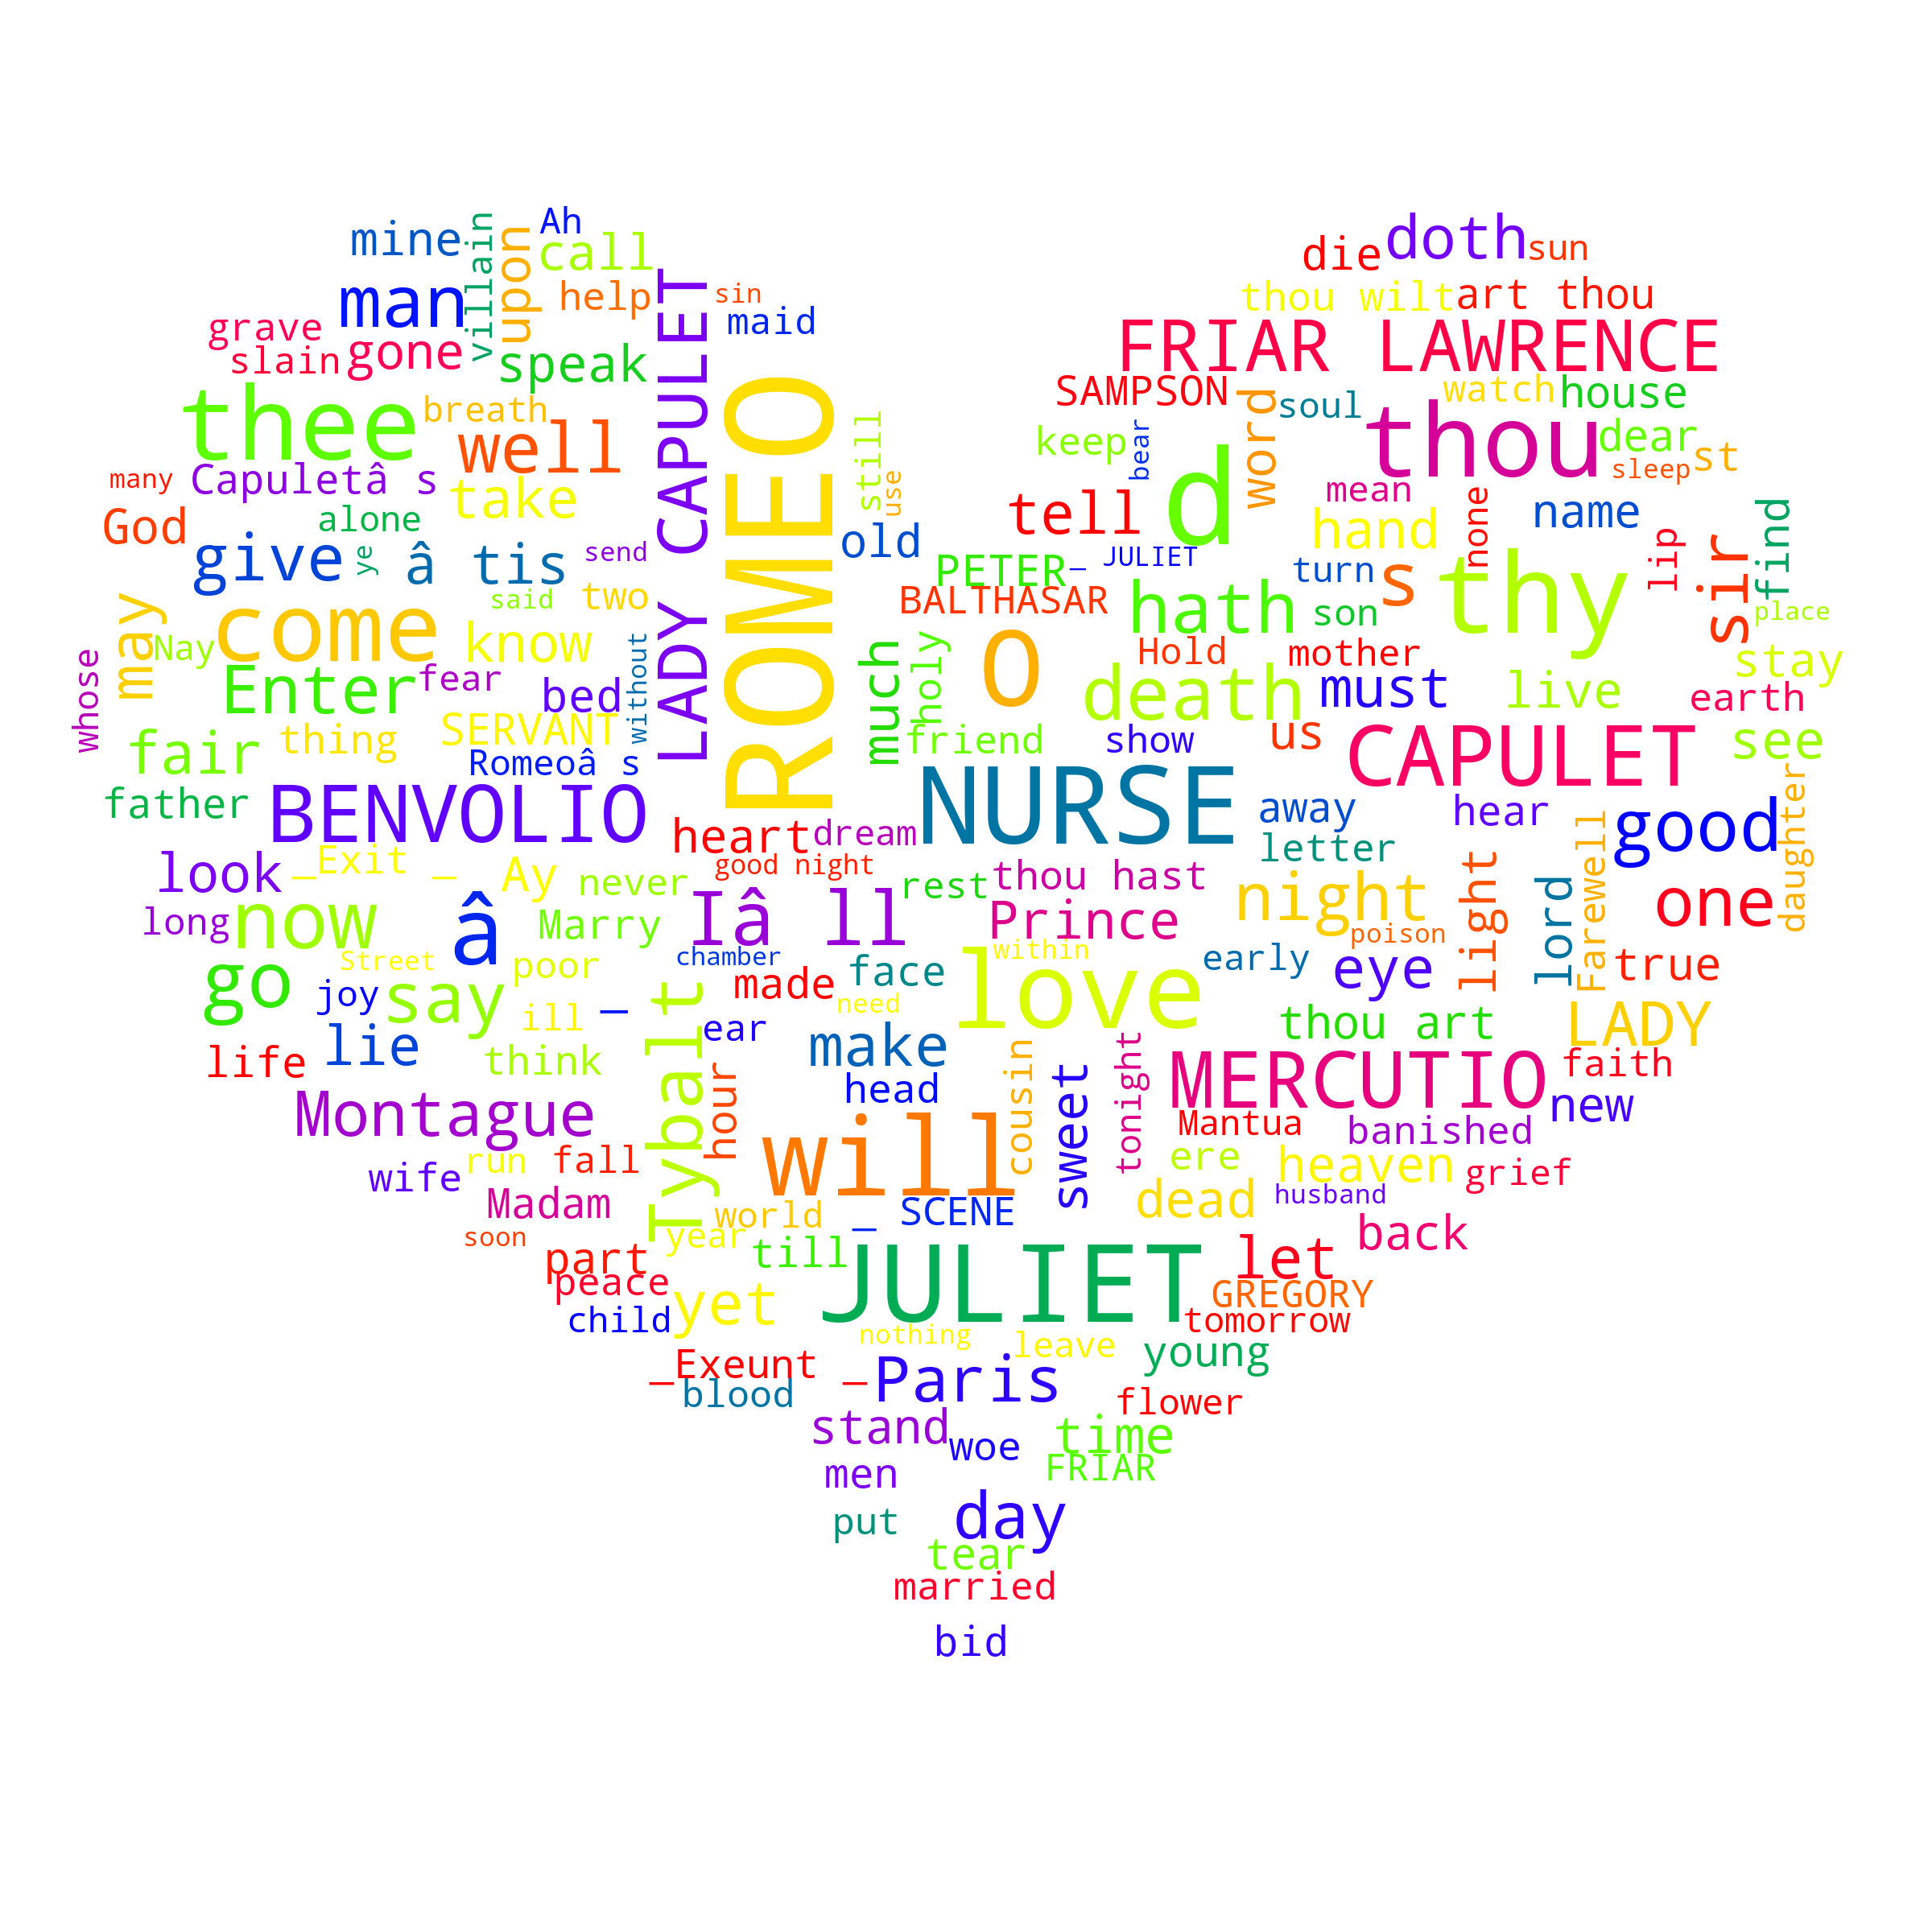 Ah
mine
villain
upon
call
doth
die
sun
man
help
sin
maid
thou wilt
art thou
grave
slain
gone
speak
LADY CAPULET
ROMEO
FRIAR LAWRENCE
thee
breath
well
still
use
SAMPSON
word
soul
watch
house
keep
bear
d
thou
dear
sleep
st
many
Capuletâ s
take
God
alone
give
ye
â tis
send
old
tell
mean
hand
none
name
lip
sir
find
PETER
_ JULIET
turn
s
thy
place
said
two
BALTHASAR
hath
son
may
Nay
come
know
without
much
holy
O
Hold
mother
stay
whose
Enter
fear
bed
death
must
live
earth
fair
thing
SERVANT
friend
show
us
CAPULET
see
Romeoâ s
father
BENVOLIO
heart
dream
NURSE
away
hear
Farewell
good
daughter
look
_Exit _
Ay
never
good night
rest
thou hast
letter
night
light
lord
one
long
now
â
Marry
Iâ ll
Prince
poison
Street
poor
chamber
within
early
eye
true
go
joy
say
ill
_
made
face
need
love
thou art
LADY
life
lie
think
Tybalt
ear
hour
make
head
cousin
sweet
tonight
MERCUTIO
faith
Montague
will
Mantua
banished
new
wife
run
fall
ere
heaven
grief
Madam
world
_ SCENE
dead
husband
soon
part
year
till
JULIET
let
back
peace
child
yet
GREGORY
tomorrow
nothing
leave
young
_Exeunt _
blood
Paris
flower
stand
woe
time
men
FRIAR
put
day
tear
married
bid